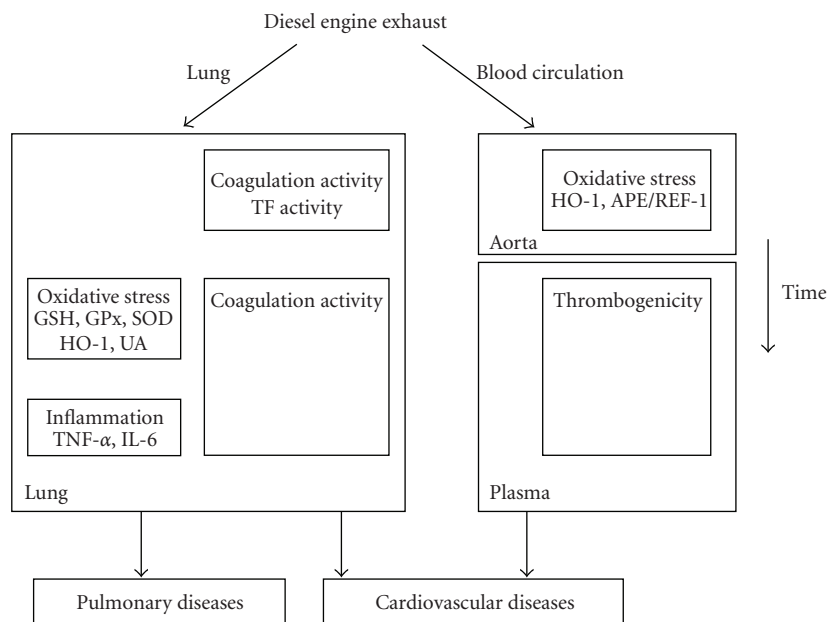 Diesel engine exhaust
Lung
Blood circulation
Coagulation activity
TF activity
Oxidative stress
GSH, GPx, SOD
HO-1, UA
Coagulation activity
Inflammation
TNF-α, IL-6
Lung
Oxidative stress
HO-1, APE/REF-1
Aorta
Thrombogenicity
Plasma
Time
Pulmonary diseases
Cardiovascular diseases